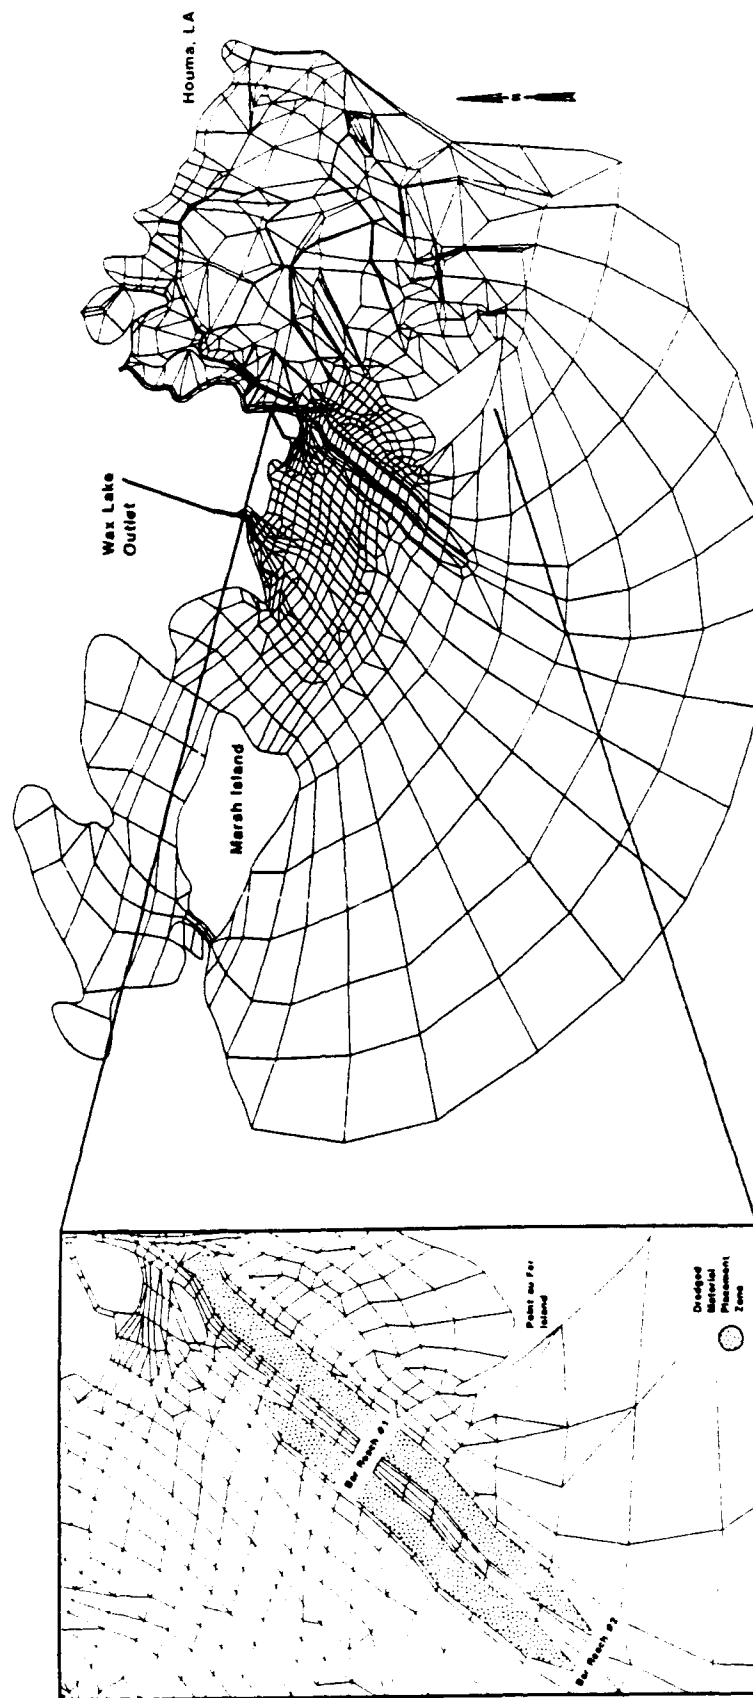 Houma, LA
N
Wax Lake
Outlet
Marsh Island
Point au Fer
Island
Dredged
Material
Placement
Zone
Bar Reach #1
Bar Reach #2